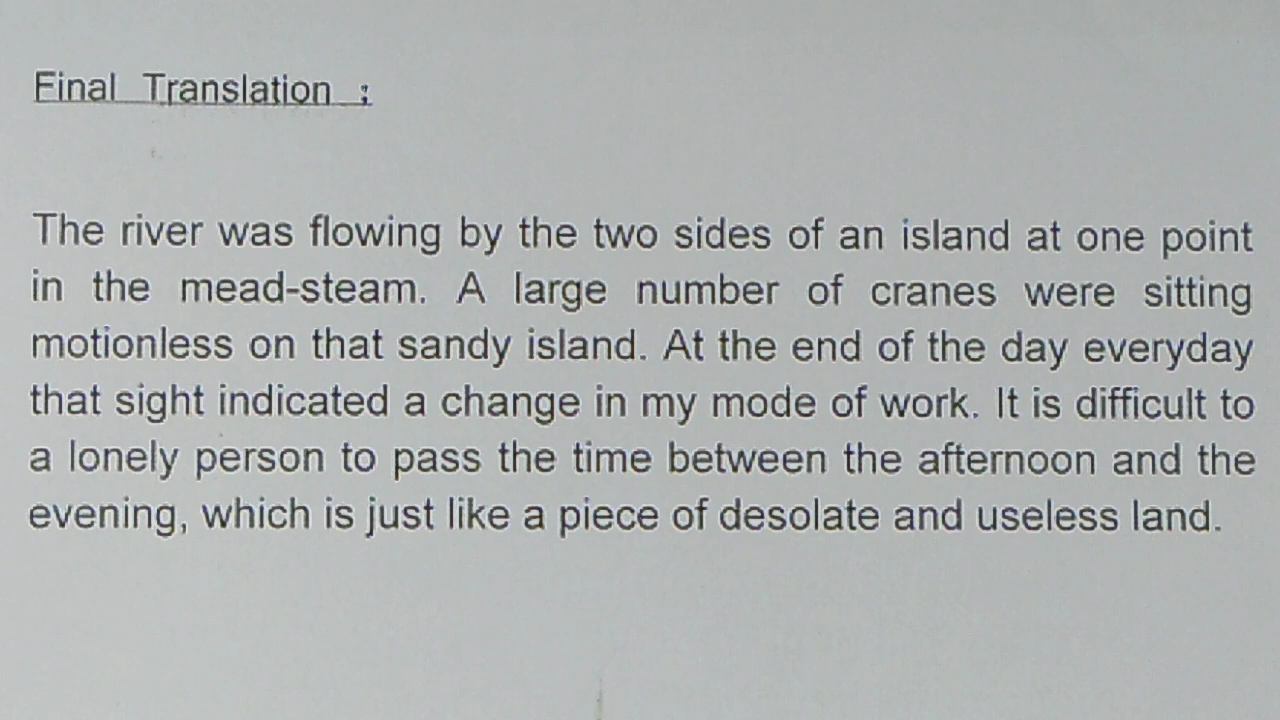 Final Translation :
The river was flowing by the two sides of an island at one point
in the mead-steam. A large number of cranes were sitting
motionless on that sandy island. At the end of the day everyday
that sight indicated a change in my mode of work. It is difficult to
a lonely person to pass the time between the afternoon and the
evening, which is just like a piece of desolate and useless land.